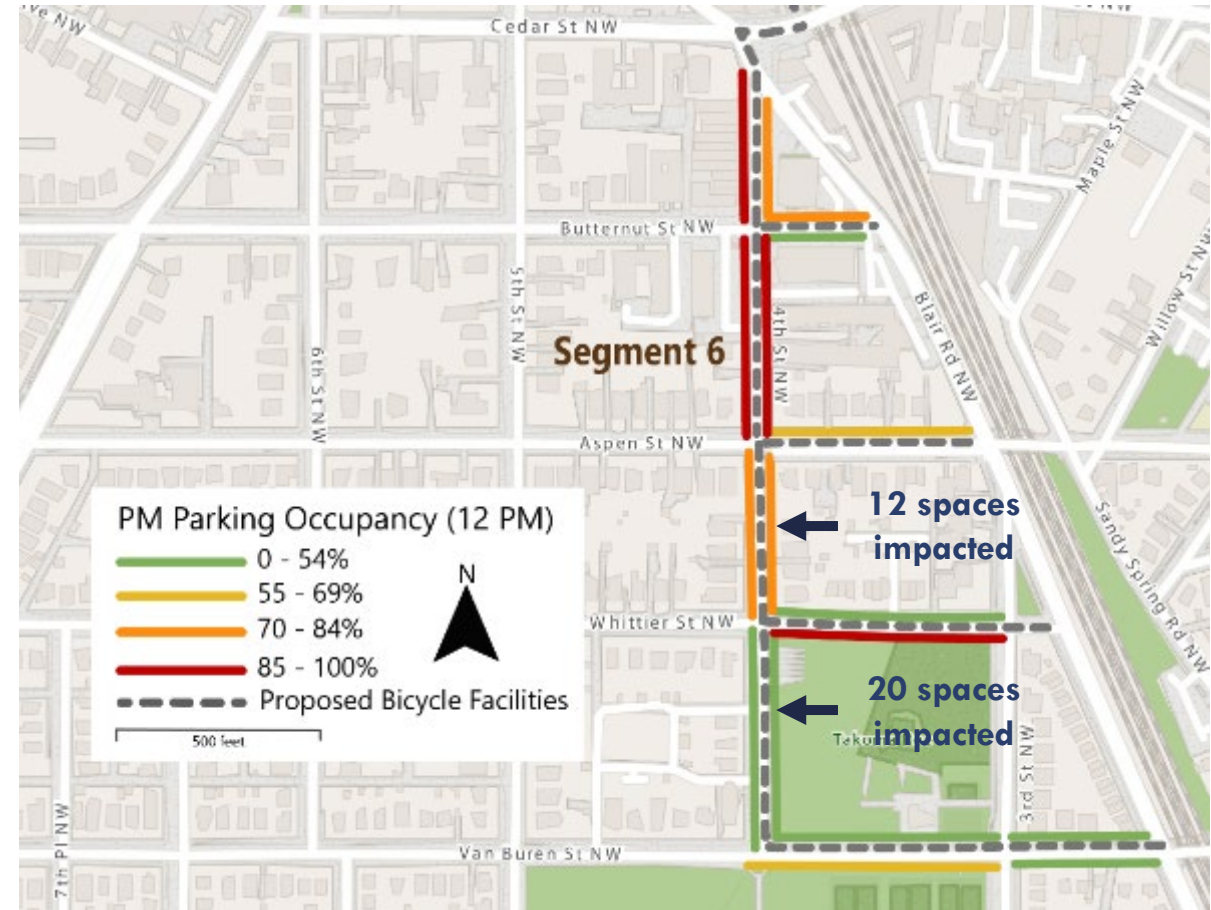 Cedar St NW
Maple St NW
Butternut St NW
5th St NW
4th St NW
Blair Rd NW
Willow St NW
Segment 6
6th St NW
Aspen St NW
12 spaces
impacted
Sandy Spring Rd NW
PM Parking Occupancy (12 PM)
0 - 54%
55 - 69%
70 - 84%
85 - 100%
Proposed Bicycle Facilities
N
500 feet
Whittier St NW
20 spaces
impacted
3rd St NW
7th Pl NW
Van Buren St NW